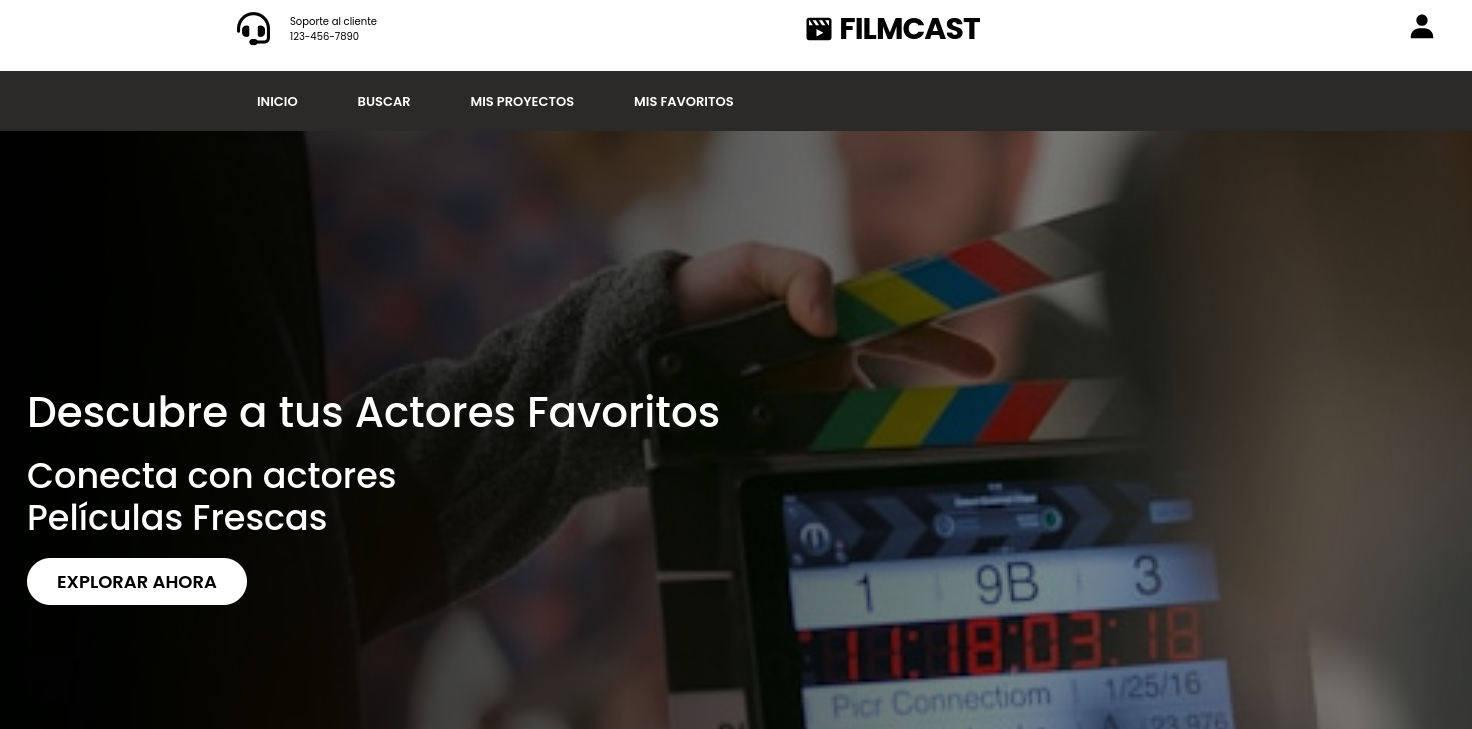 Soporte al cliente
123-456-7890
FILMCAST
INICIO
BUSCAR
MIS PROYECTOS
MIS FAVORITOS
Descubre a tus Actores Favoritos
Conecta con actores
Películas Frescas
EXPLORAR AHORA
1 9B 3
11:18:03:18
Picr Connectiom 1/25/16
A 23.976